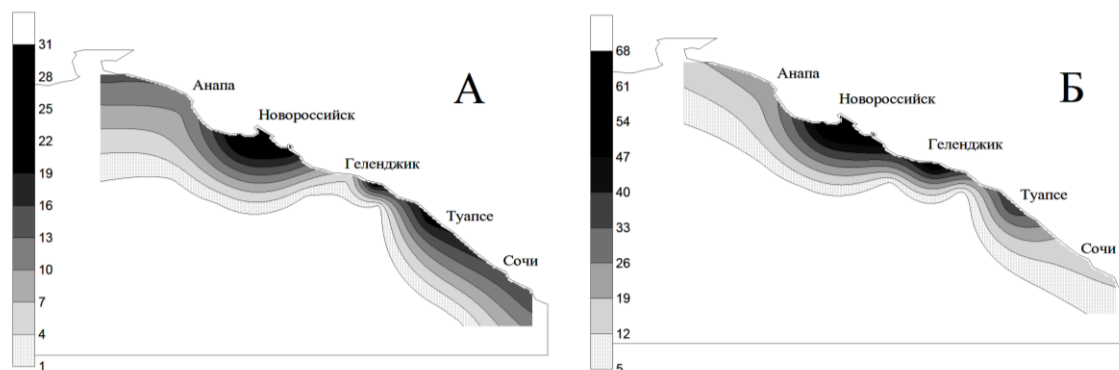 31
28
25
22
19
16
13
10
7
4
1
А
Анапа
Новороссийск
Геленджик
Туапсе
Сочи
68
61
54
47
40
33
26
19
12
5
Б
Анапа
Новороссийск
Геленджик
Туапсе
Сочи